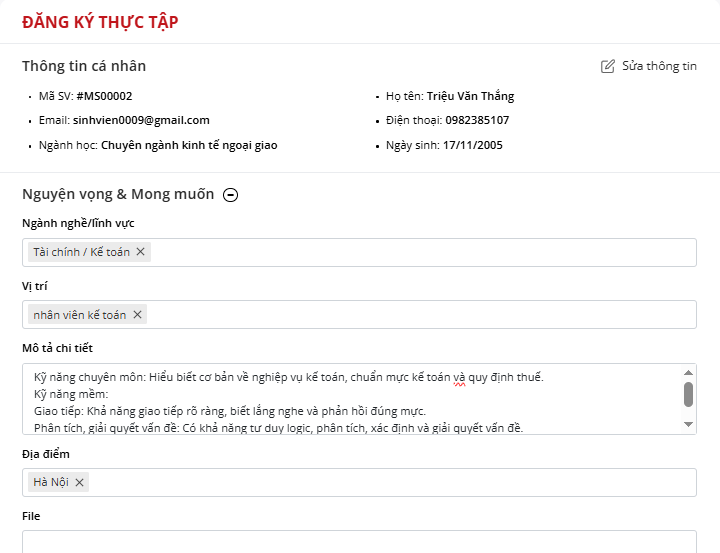 ĐĂNG KÝ THỰC TẬP
Thông tin cá nhân
Sửa thông tin
• Mã SV: #MS00002
• Họ tên: Triệu Văn Thắng
• Email: sinhvien0009@gmail.com
• Điện thoại: 0982385107
• Ngành học: Chuyên ngành kinh tế ngoại giao
• Ngày sinh: 17/11/2005
Nguyện vọng & Mong muốn
Ngành nghề/lĩnh vực
Tài chính / Kế toán ×
Vị trí
nhân viên kế toán ×
Mô tả chi tiết
Kỹ năng chuyên môn: Hiểu biết cơ bản về nghiệp vụ kế toán, chuẩn mực kế toán và quy định thuế.
Kỹ năng mềm:
Giao tiếp: Khả năng giao tiếp rõ ràng, biết lắng nghe và phản hồi đúng mực.
Phân tích, giải quyết vấn đề: Có khả năng tư duy logic, phân tích, xác định và giải quyết vấn đề.
Địa điểm
Hà Nội ×
File